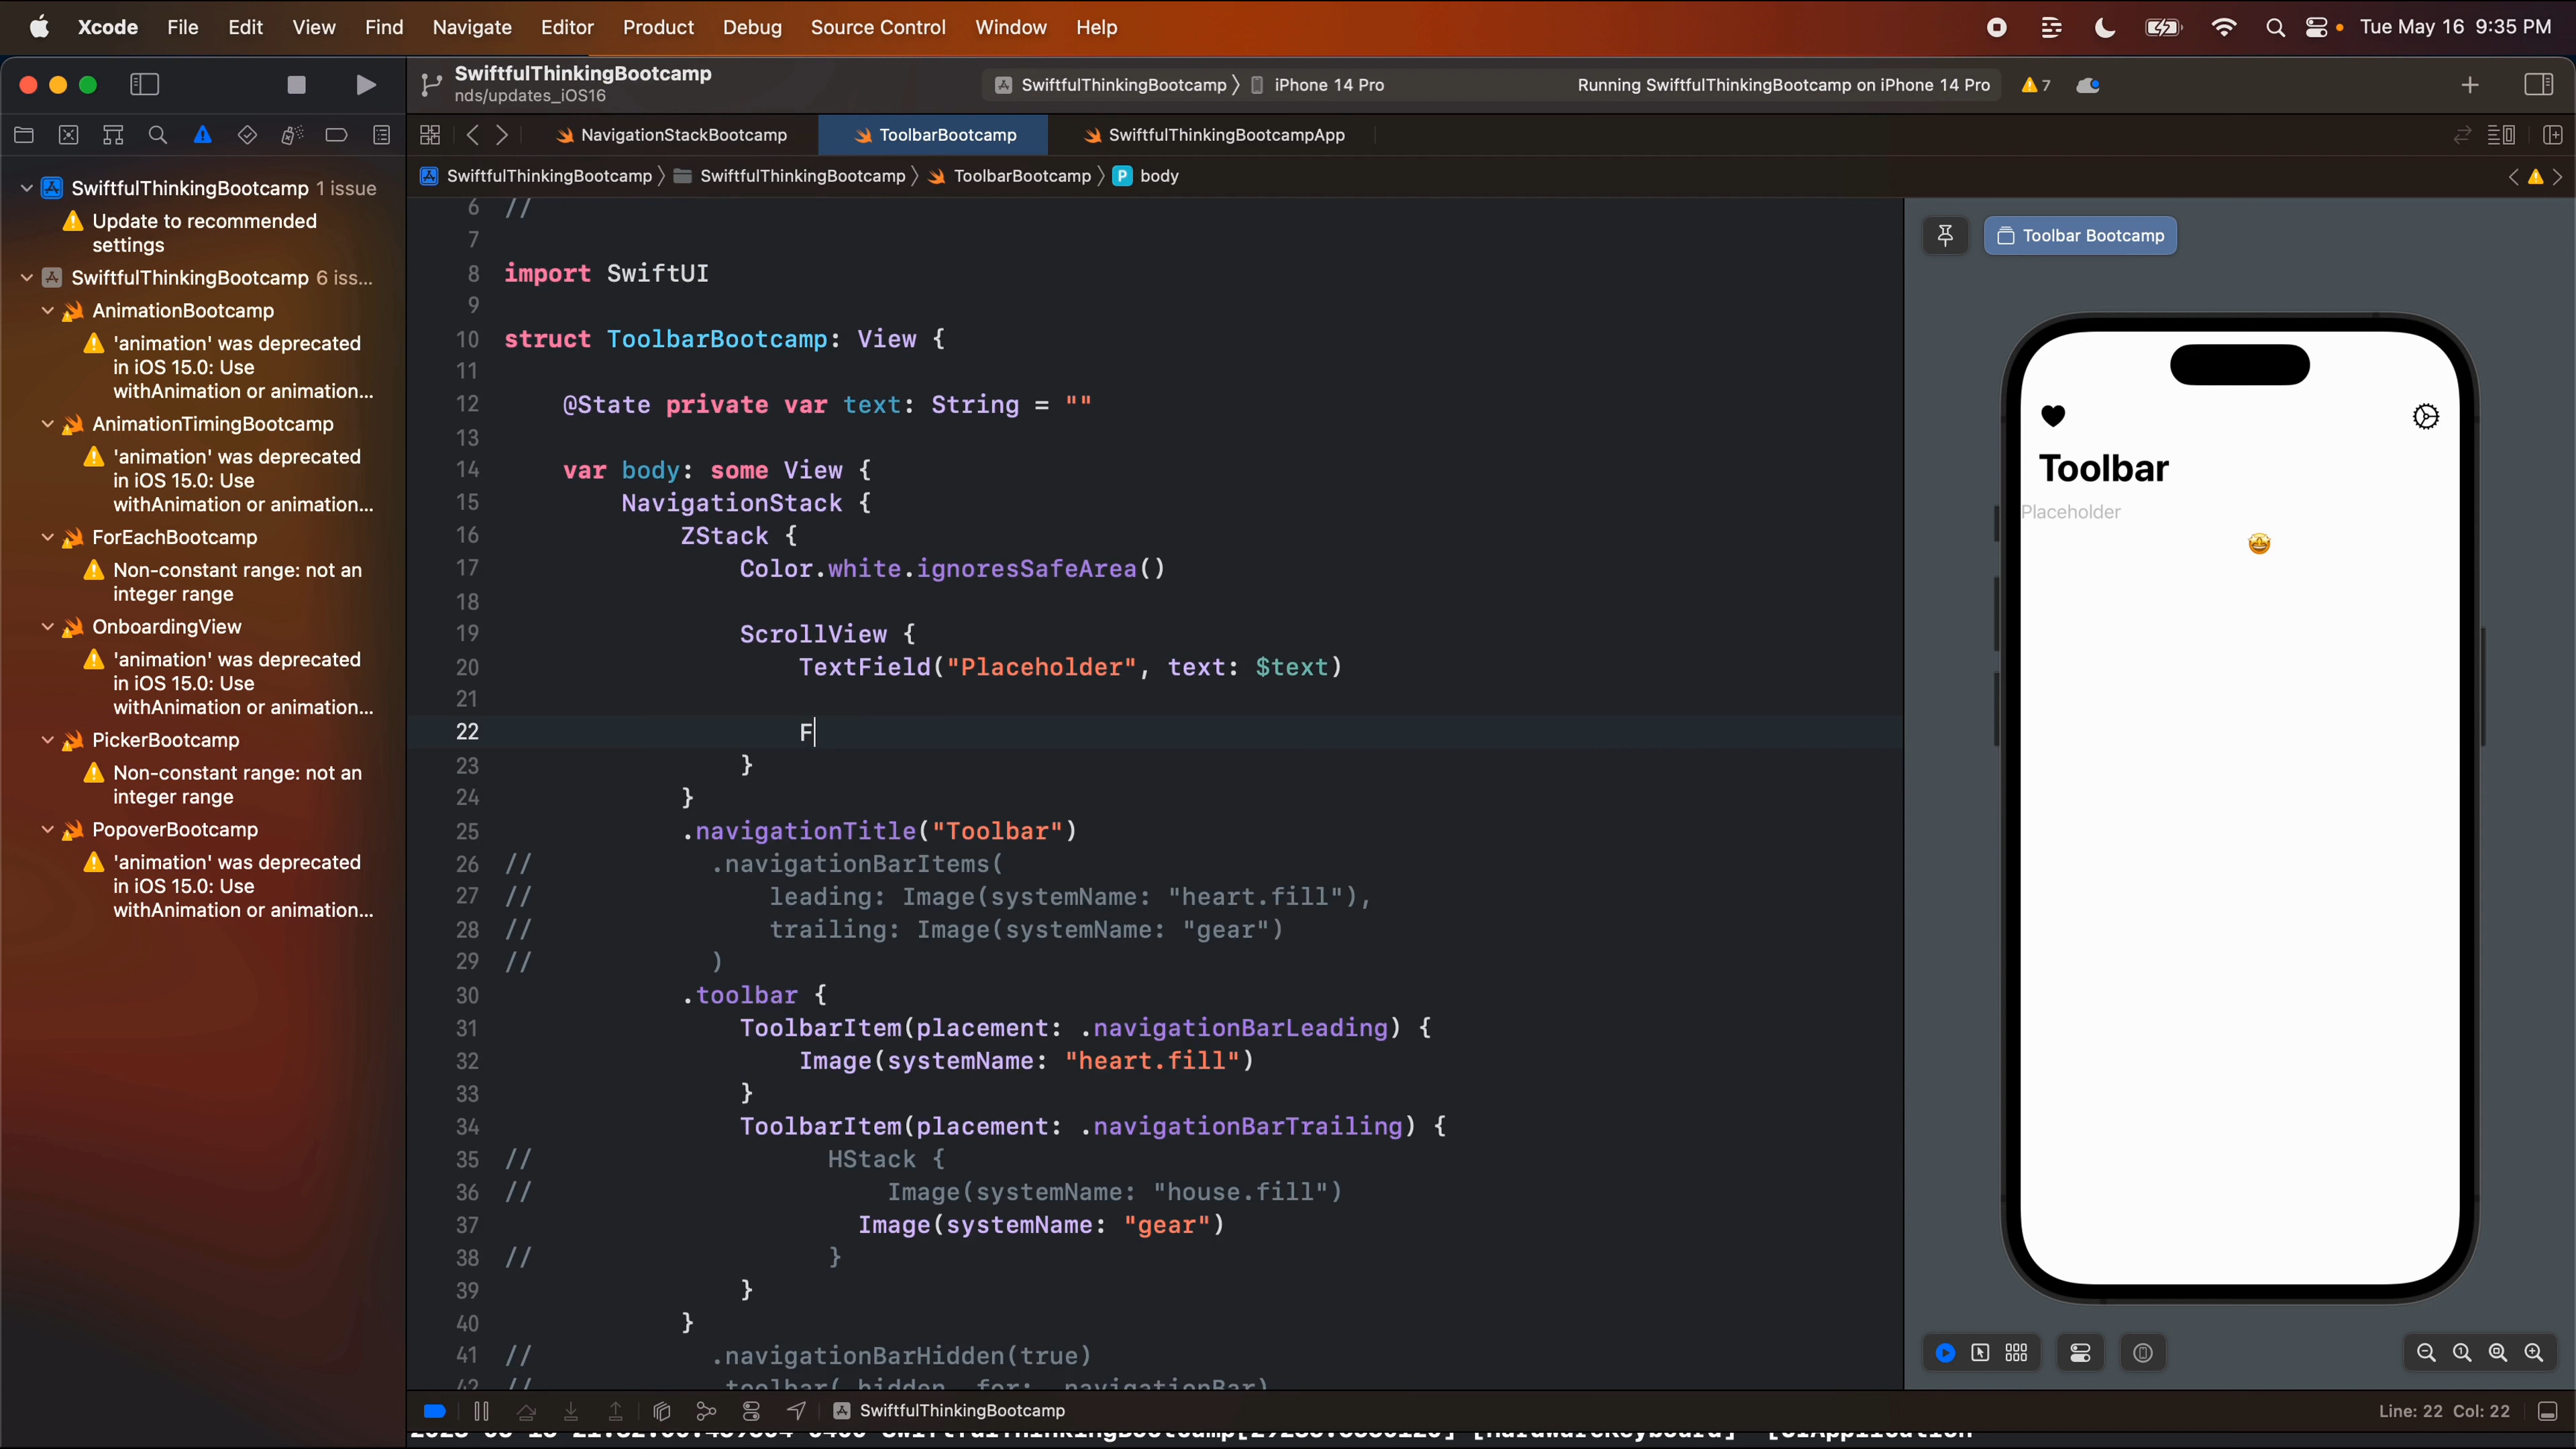 Xcode File Edit View Find Navigate Editor Product Debug Source Control Window Help Tue May 16 9:35 PM
SwiftfulThinkingBootcamp
nds/updates_iOS16
SwiftfulThinkingBootcamp iPhone 14 Pro Running SwiftfulThinkingBootcamp on iPhone 14 Pro 7
NavigationStackBootcamp ToolbarBootcamp SwiftfulThinkingBootcampApp
SwiftfulThinkingBootcamp SwiftfulThinkingBootcamp ToolbarBootcamp P body
SwiftfulThinkingBootcamp 1 issue
Update to recommended
settings
SwiftfulThinkingBootcamp 6 iss...
AnimationBootcamp
'animation' was deprecated
in iOS 15.0: Use
withAnimation or animation...
AnimationTimingBootcamp
'animation' was deprecated
in iOS 15.0: Use
withAnimation or animation...
ForEachBootcamp
Non-constant range: not an
integer range
OnboardingView
'animation' was deprecated
in iOS 15.0: Use
withAnimation or animation...
PickerBootcamp
Non-constant range: not an
integer range
PopoverBootcamp
'animation' was deprecated
in iOS 15.0: Use
withAnimation or animation...
6 //
7
8 import SwiftUI
9
10 struct ToolbarBootcamp: View {
11
12 @State private var text: String = ""
13
14 var body: some View {
15 NavigationStack {
16 ZStack {
17 Color.white.ignoresSafeArea()
18
19 ScrollView {
20 TextField("Placeholder", text: $text)
21
22 F
23 }
24 }
25 .navigationTitle("Toolbar")
26 // .navigationBarItems(
27 // leading: Image(systemName: "heart.fill"),
28 // trailing: Image(systemName: "gear")
29 // )
30 .toolbar {
31 ToolbarItem(placement: .navigationBarLeading) {
32 Image(systemName: "heart.fill")
33 }
34 ToolbarItem(placement: .navigationBarTrailing) {
35 // HStack {
36 // Image(systemName: "house.fill")
37 Image(systemName: "gear")
38 // }
39 }
40 }
41 // .navigationBarHidden(true)
42 // .toolbar(.hidden, for: .navigationBar)
Toolbar Bootcamp
Toolbar
Placeholder
SwiftfulThinkingBootcamp
Line: 22 Col: 22